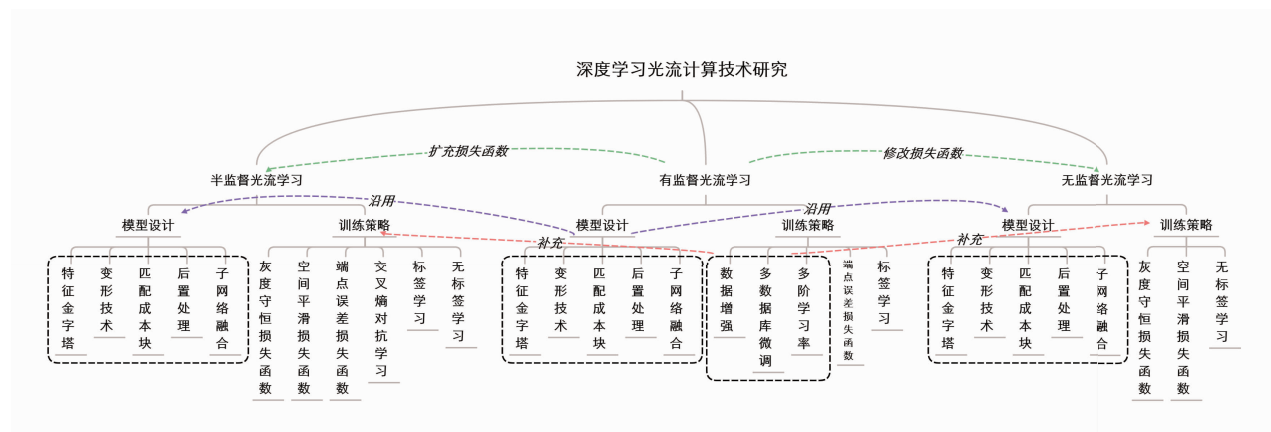 深度学习光流计算技术研究
扩充损失函数
修改损失函数
半监督光流学习
有监督光流学习
无监督光流学习
沿用
沿用
模型设计
训练策略
模型设计
训练策略
模型设计
训练策略
补充
补充
特征金字塔
变形技术
匹配成本块
后置处理
子网络融合
灰度守恒损失函数
空间平滑损失函数
端点误差损失函数
交叉熵对抗学习
标签学习
无标签学习
特征金字塔
变形技术
匹配成本块
后置处理
子网络融合
数据增强
多数据库微调
多阶学习率
端点误差损失函数
标签学习
特征金字塔
变形技术
匹配成本块
后置处理
子网络融合
灰度守恒损失函数
空间平滑损失函数
无标签学习